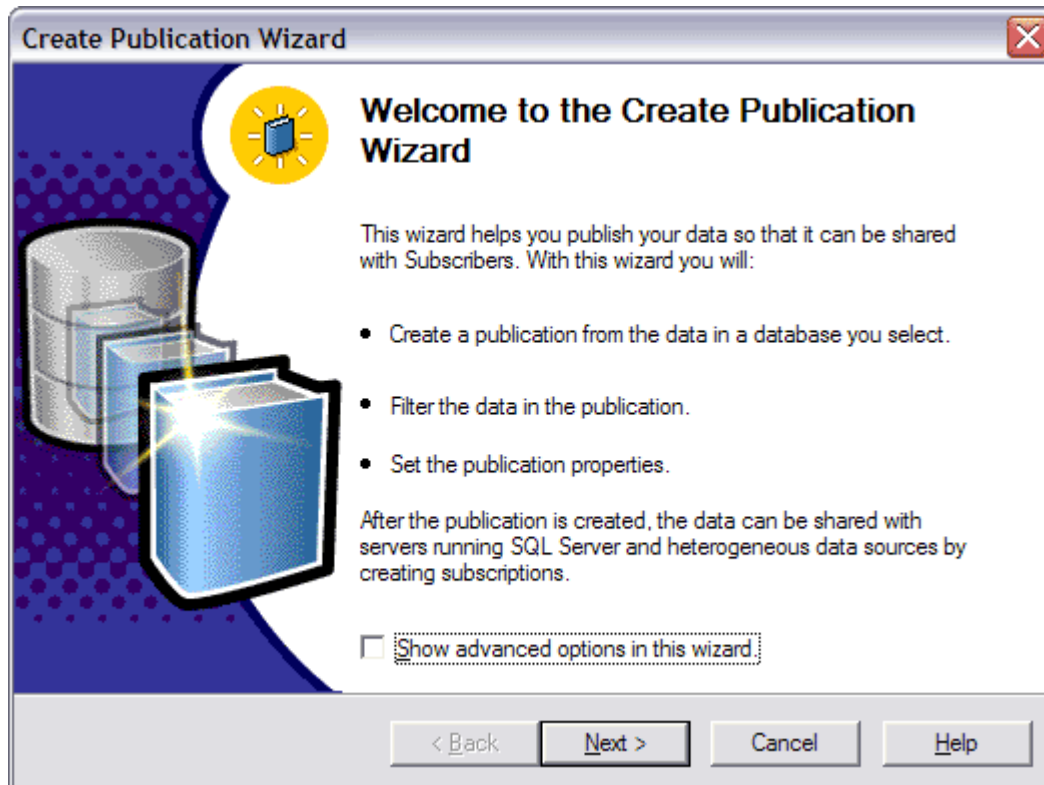 Create Publication Wizard
Welcome to the Create Publication
Wizard
This wizard helps you publish your data so that it can be shared
with Subscribers. With this wizard you will:
• Create a publication from the data in a database you select.
• Filter the data in the publication.
• Set the publication properties.
After the publication is created, the data can be shared with
servers running SQL Server and heterogeneous data sources by
creating subscriptions.
Show advanced options in this wizard.
< Back Next > Cancel Help